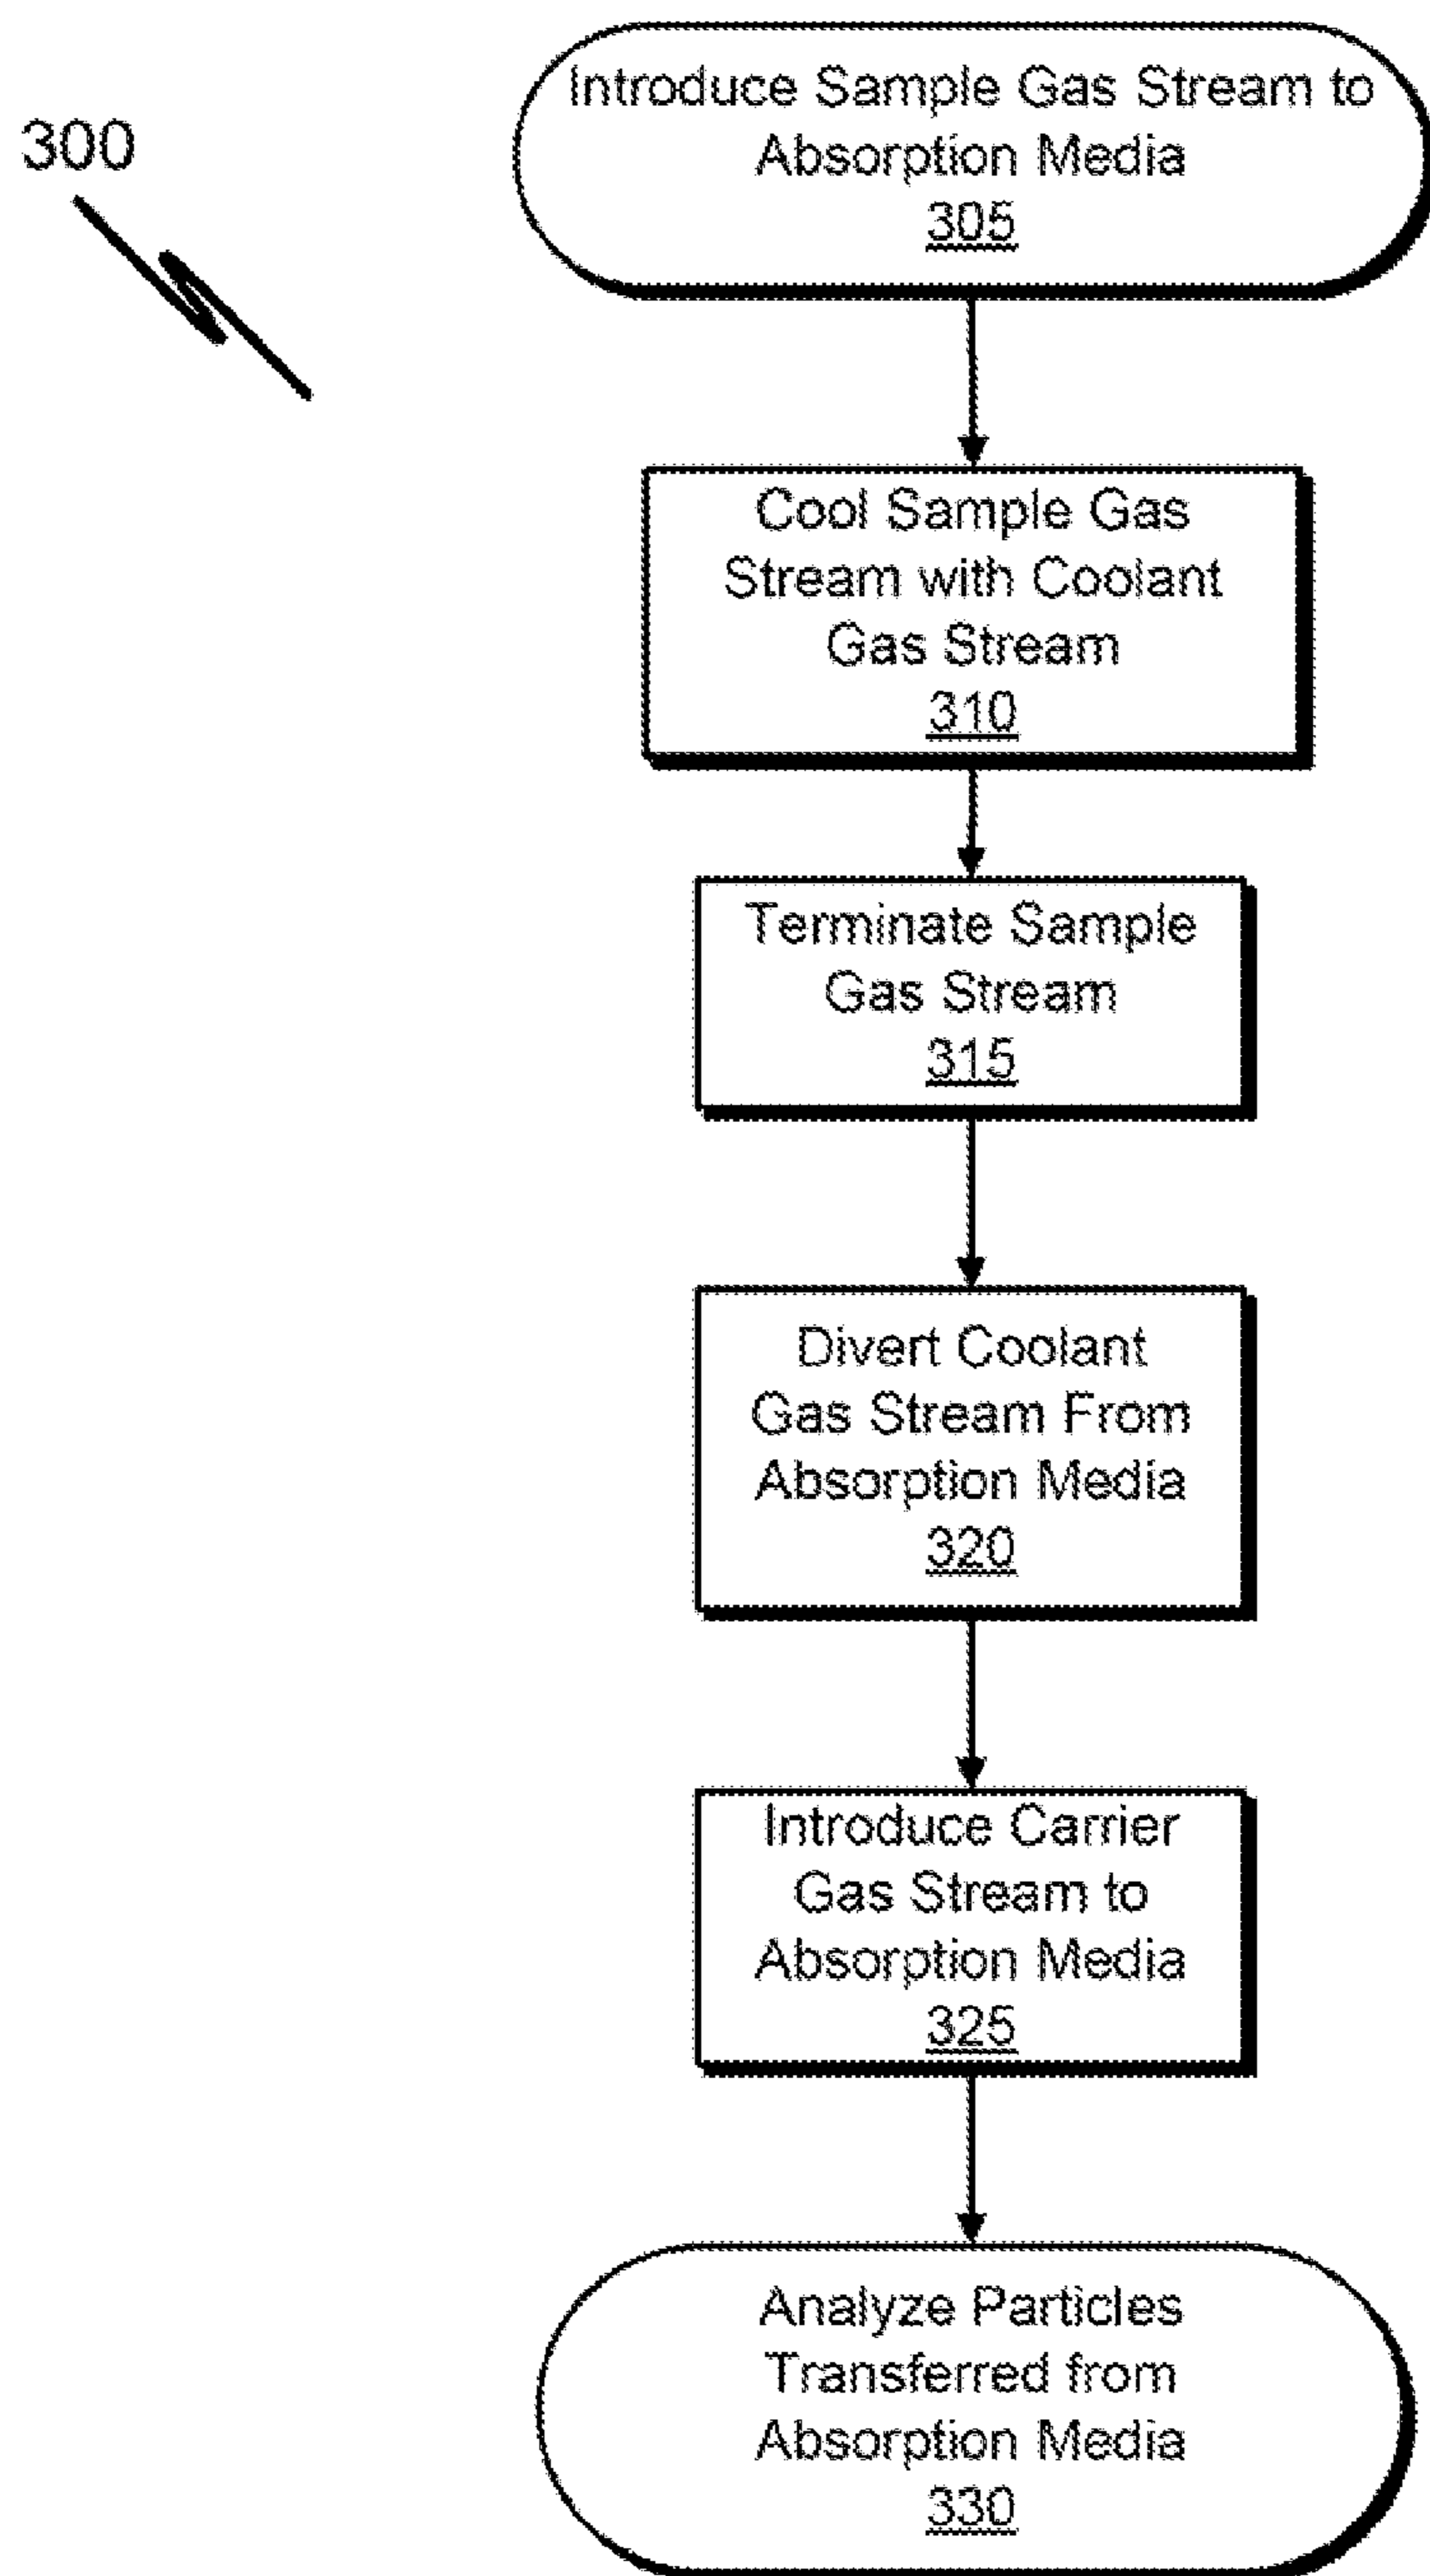 300
Introduce Sample Gas Stream to
Absorption Media
305
Cool Sample Gas
Stream with Coolant
Gas Stream
310
Terminate Sample
Gas Stream
315
Divert Coolant
Gas Stream From
Absorption Media
320
Introduce Carrier
Gas Stream to
Absorption Media
325
Analyze Particles
Transferred from
Absorption Media
330